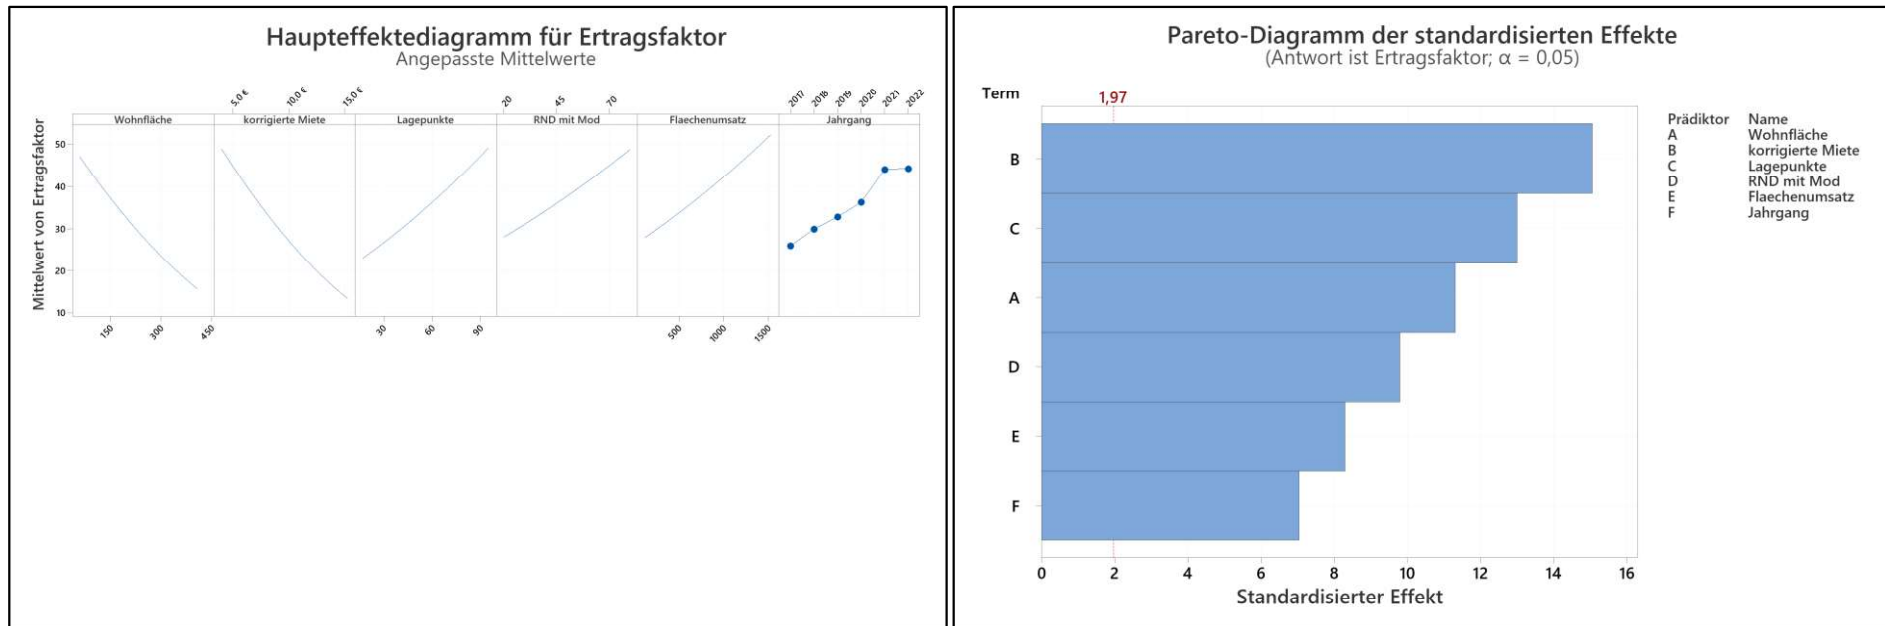 Haupteffektediagramm für Ertragsfaktor
Angepasste Mittelwerte
5,0 € 10,0 € 15,0 € 20 45 70 2017 2018 2019 2020 2021 2022
Wohnfläche korrigierte Miete Lagepunkte RND mit Mod Flaechenumsatz Jahrgang
Mittelwert von Ertragsfaktor
50
40
30
20
10
150 300 450 30 60 90 500 1000 1500
Pareto-Diagramm der standardisierten Effekte
(Antwort ist Ertragsfaktor; α = 0,05)
Term
1,97
B
C
A
D
E
F
0 2 4 6 8 10 12 14 16
Standardisierter Effekt
Prädiktor Name
A Wohnfläche
B korrigierte Miete
C Lagepunkte
D RND mit Mod
E Flaechenumsatz
F Jahrgang